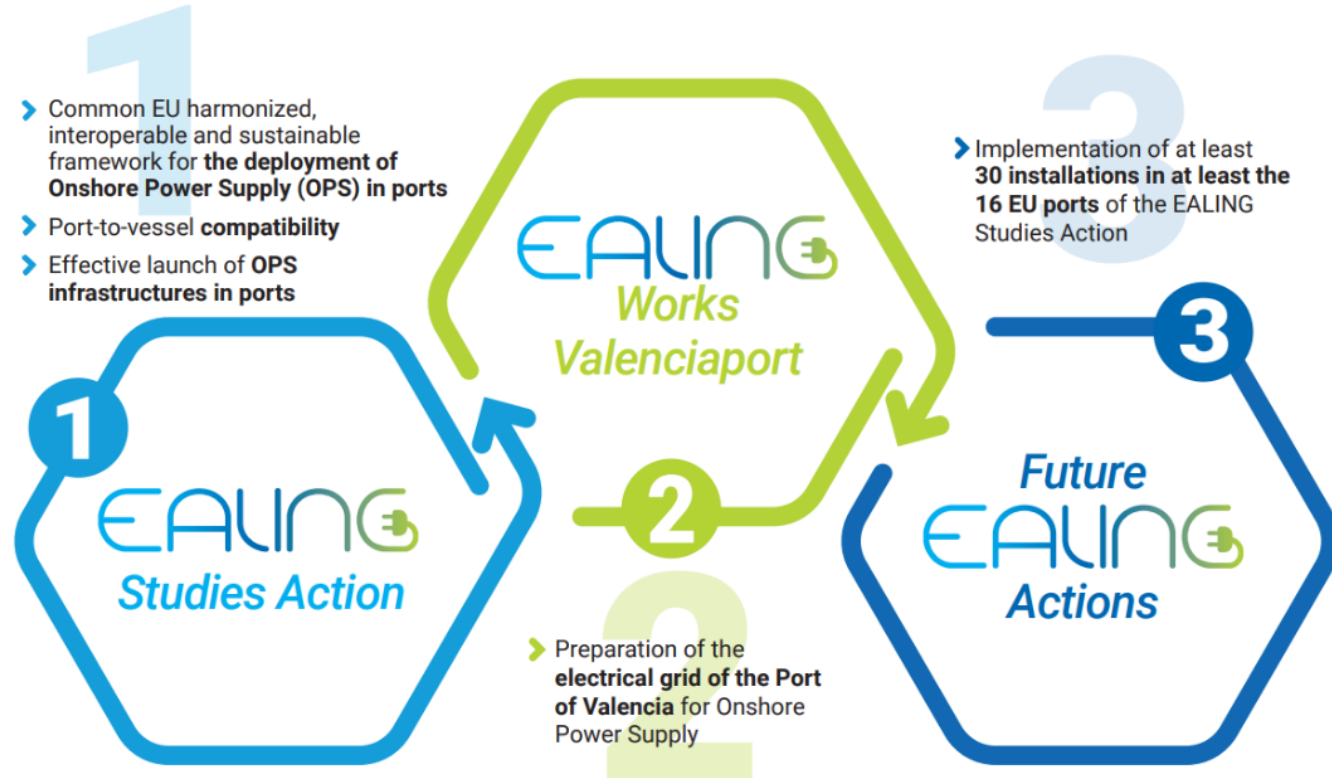 1
Common EU harmonized,
interoperable and sustainable
framework for the deployment of
Onshore Power Supply (OPS) in ports
Port-to-vessel compatibility
Effective launch of OPS
infrastructures in ports
1
EALING
Studies Action
EALING
Works
Valenciaport
2
2
Preparation of the
electrical grid of the Port
of Valencia for Onshore
Power Supply
3
Implementation of at least
30 installations in at least the
16 EU ports of the EALING
Studies Action
3
Future
EALING
Actions